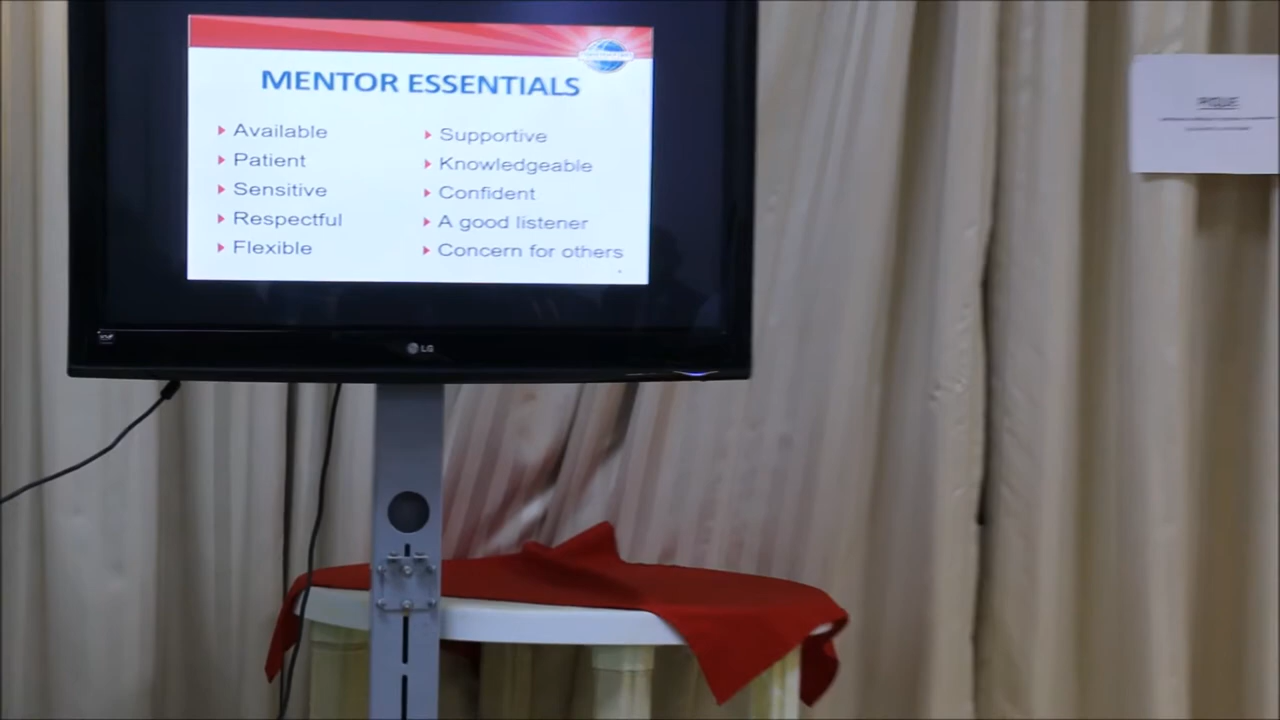 MENTOR ESSENTIALS
Available
Patient
Sensitive
Respectful
Flexible
Supportive
Knowledgeable
Confident
A good listener
Concern for others
LG